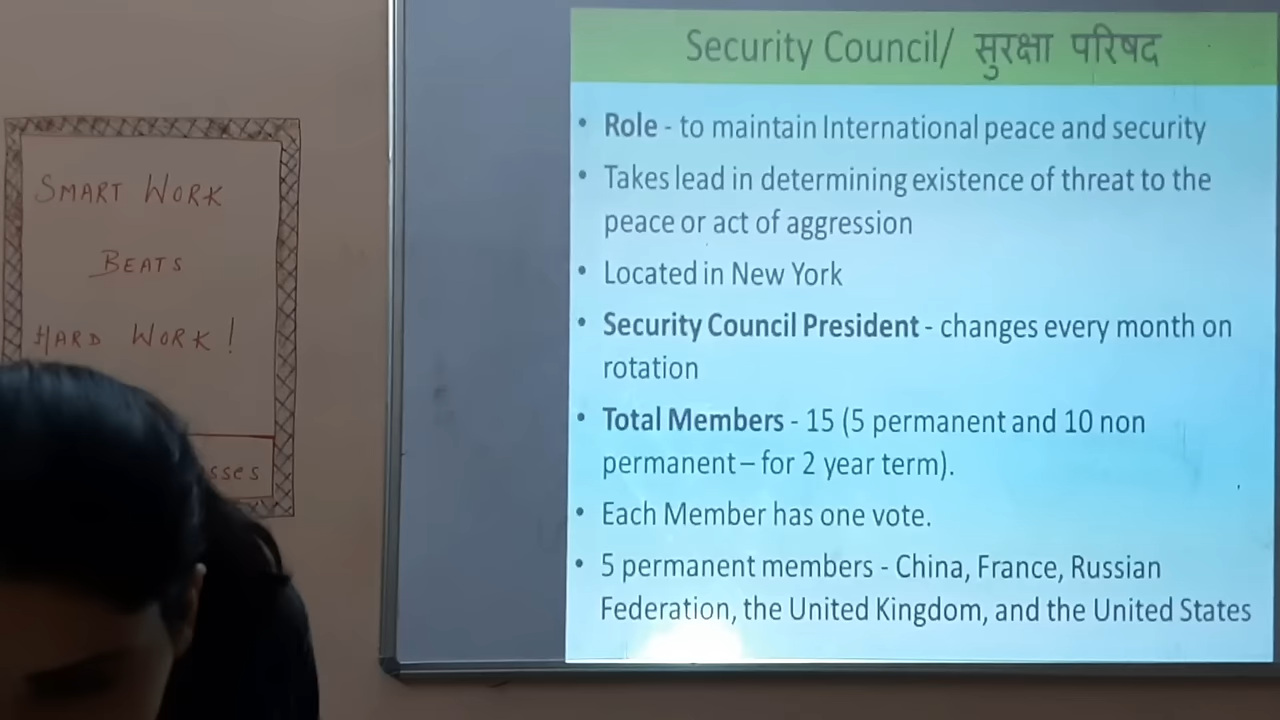 SMART WORK
BEATS
HARD WORK!
Security Council/ सुरक्षा परिषद
• Role - to maintain International peace and security
• Takes lead in determining existence of threat to the
peace or act of aggression
• Located in New York
• Security Council President - changes every month on
rotation
• Total Members - 15 (5 permanent and 10 non
permanent – for 2 year term).
• Each Member has one vote.
• 5 permanent members - China, France, Russian
Federation, the United Kingdom, and the United States